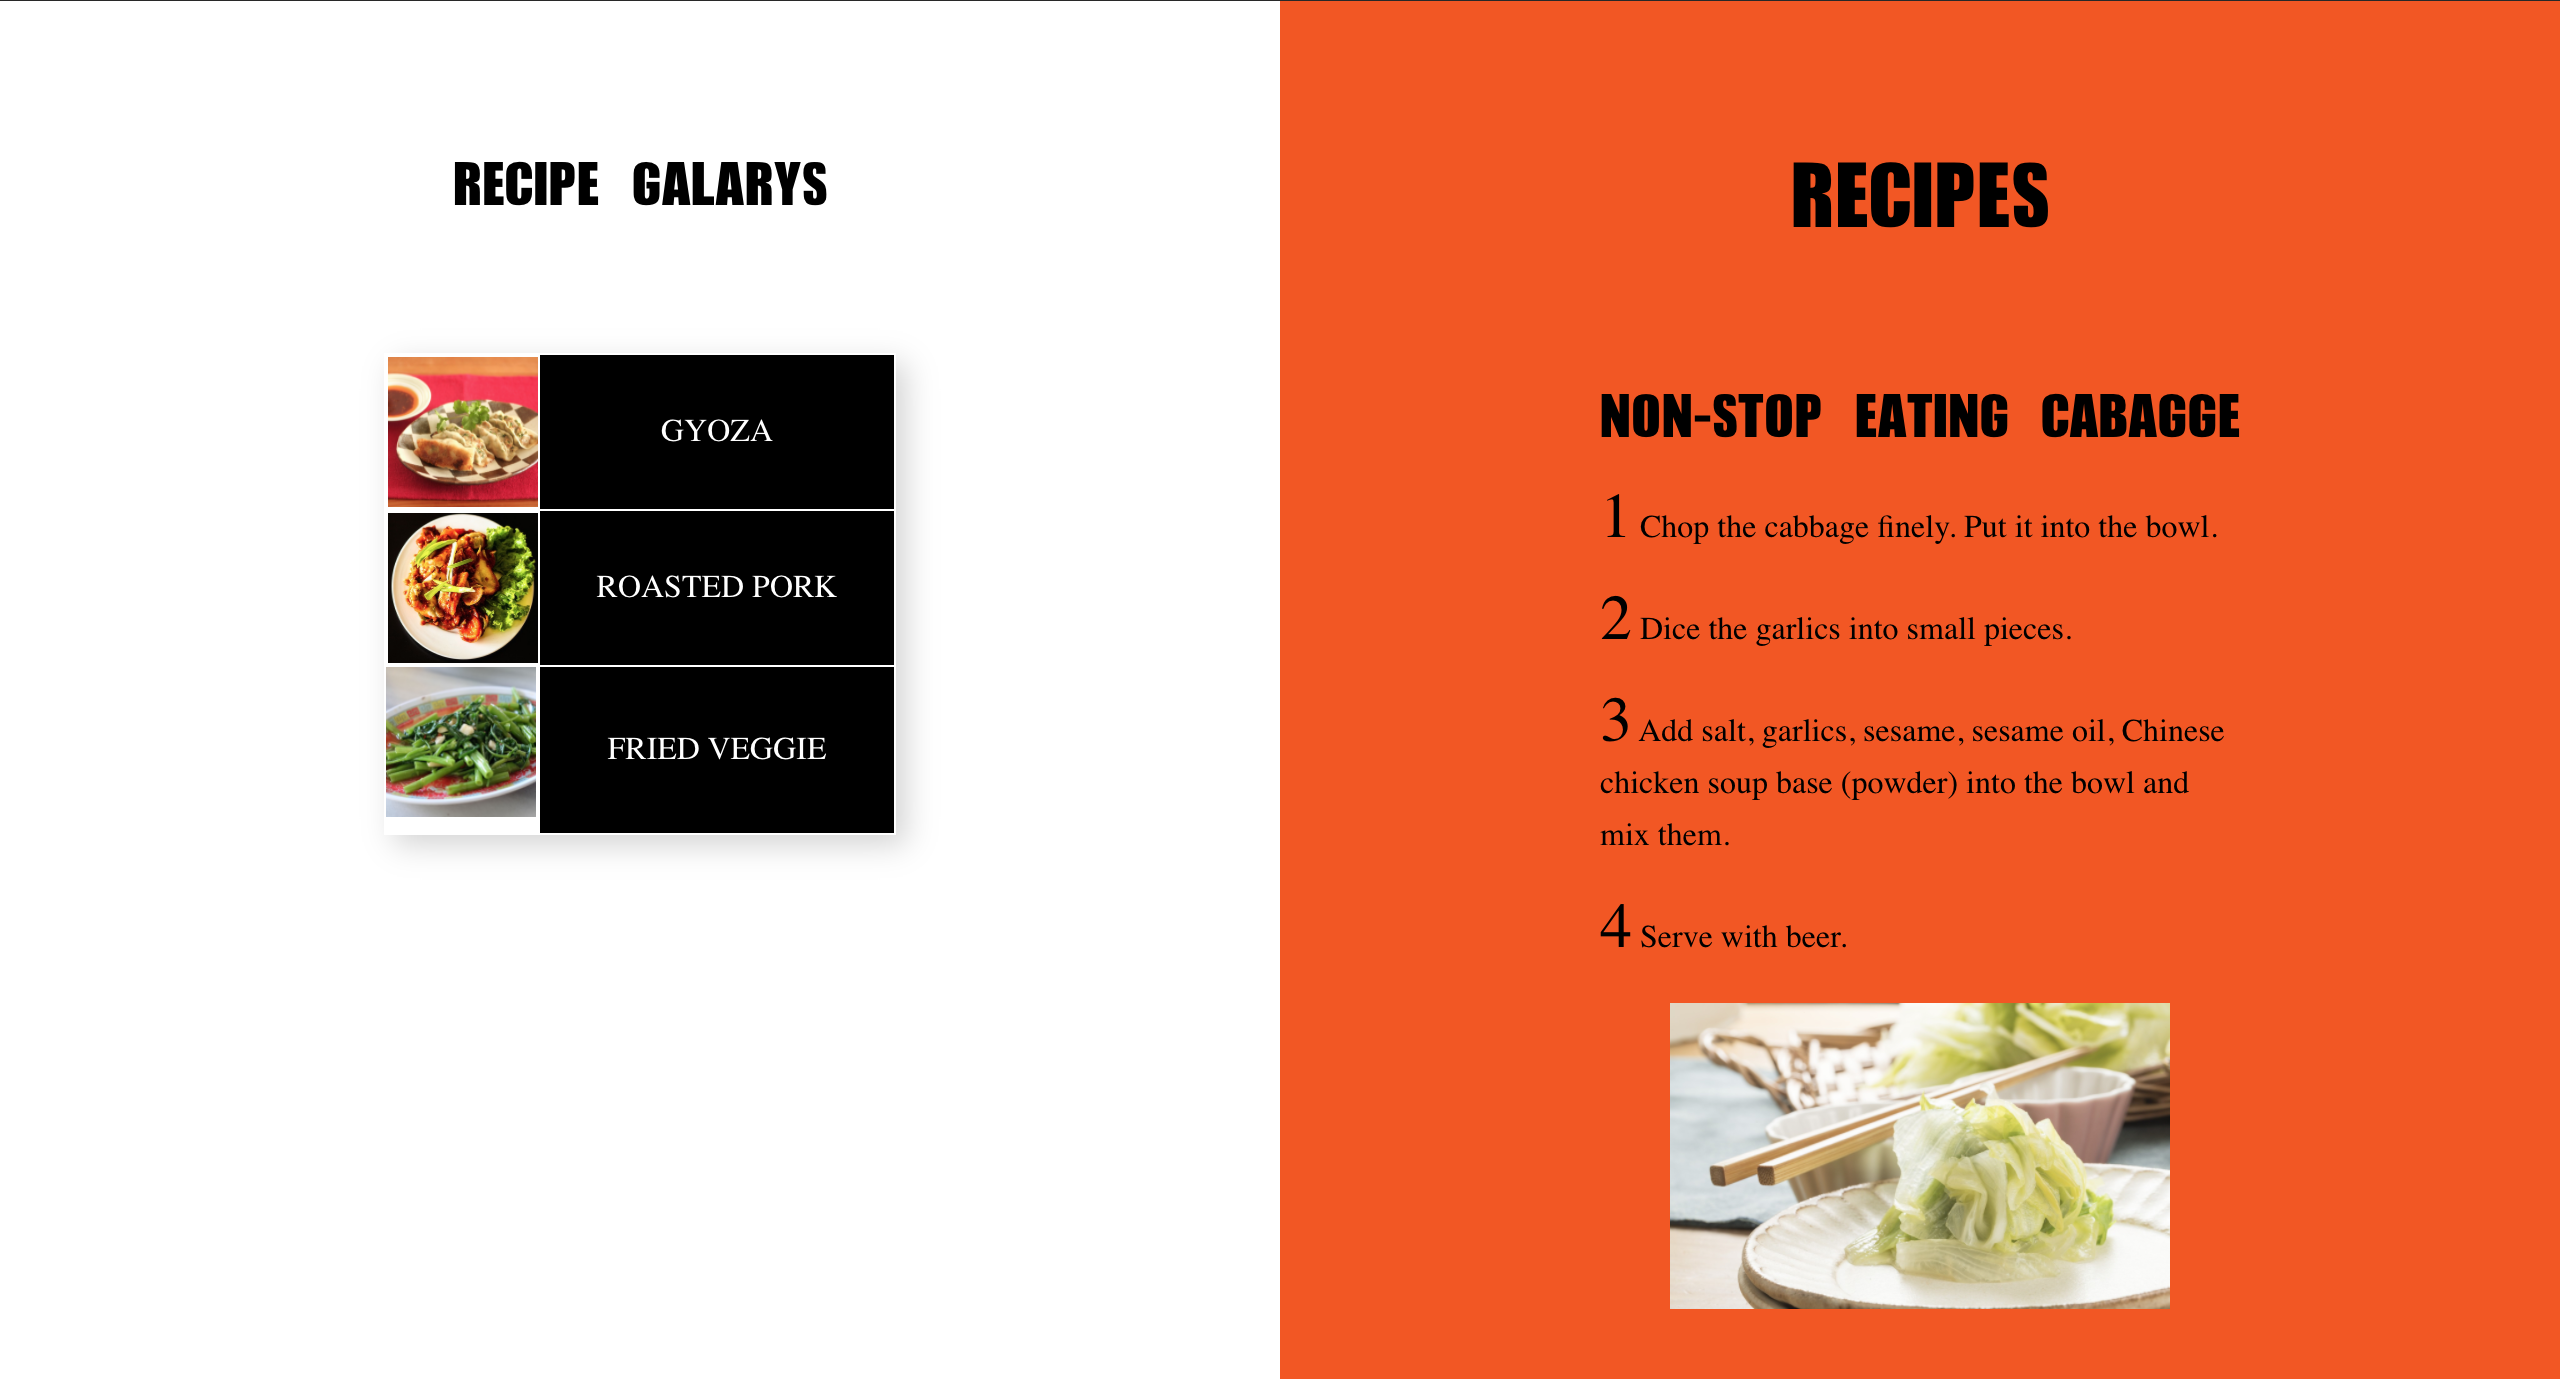 RECIPE GALARYS
GYOZA
ROASTED PORK
FRIED VEGGIE
RECIPES
NON-STOP EATING CABAGGE
1 Chop the cabbage finely. Put it into the bowl.
2 Dice the garlics into small pieces.
3 Add salt, garlics, sesame, sesame oil, Chinese
chicken soup base (powder) into the bowl and
mix them.
4 Serve with beer.